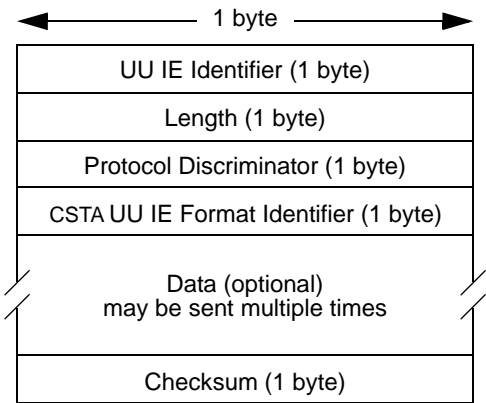 1 byte
UU IE Identifier (1 byte)
Length (1 byte)
Protocol Discriminator (1 byte)
CSTA UU IE Format Identifier (1 byte)
Data (optional)
may be sent multiple times
Checksum (1 byte)